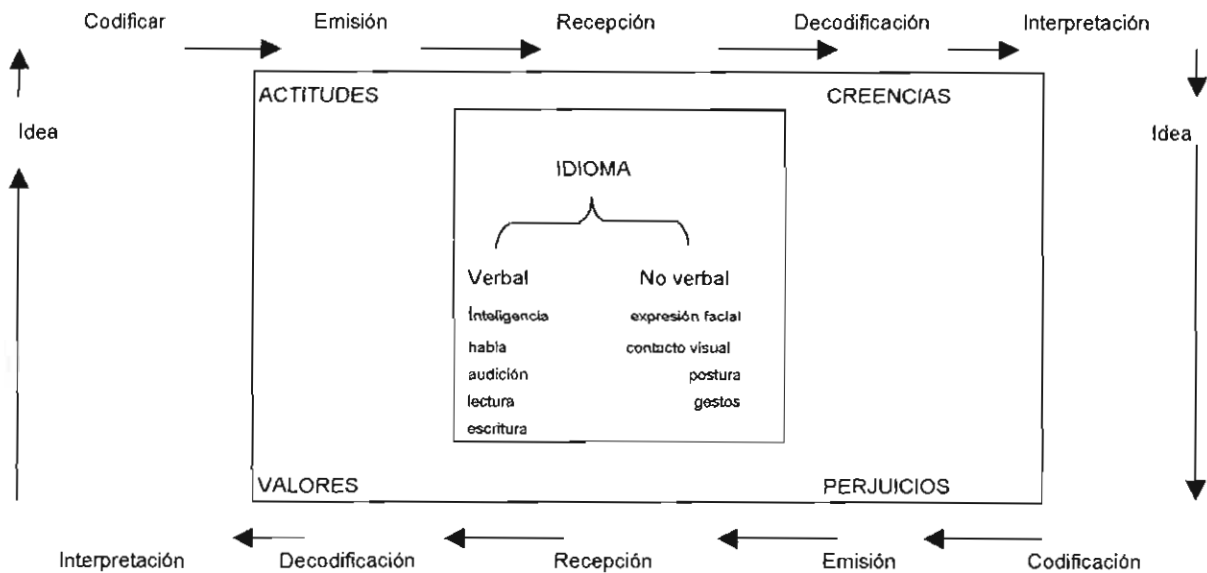 Codificar Emisión Recepción Decodificación Interpretación
ACTITUDES CREENCIAS
Idea Idea
IDIOMA
Verbal No verbal
Inteligencia expresión facial
habla contacto visual
audición postura
lectura gestos
escritura
VALORES PERJUICIOS
Interpretación Decodificación Recepción Emisión Codificación